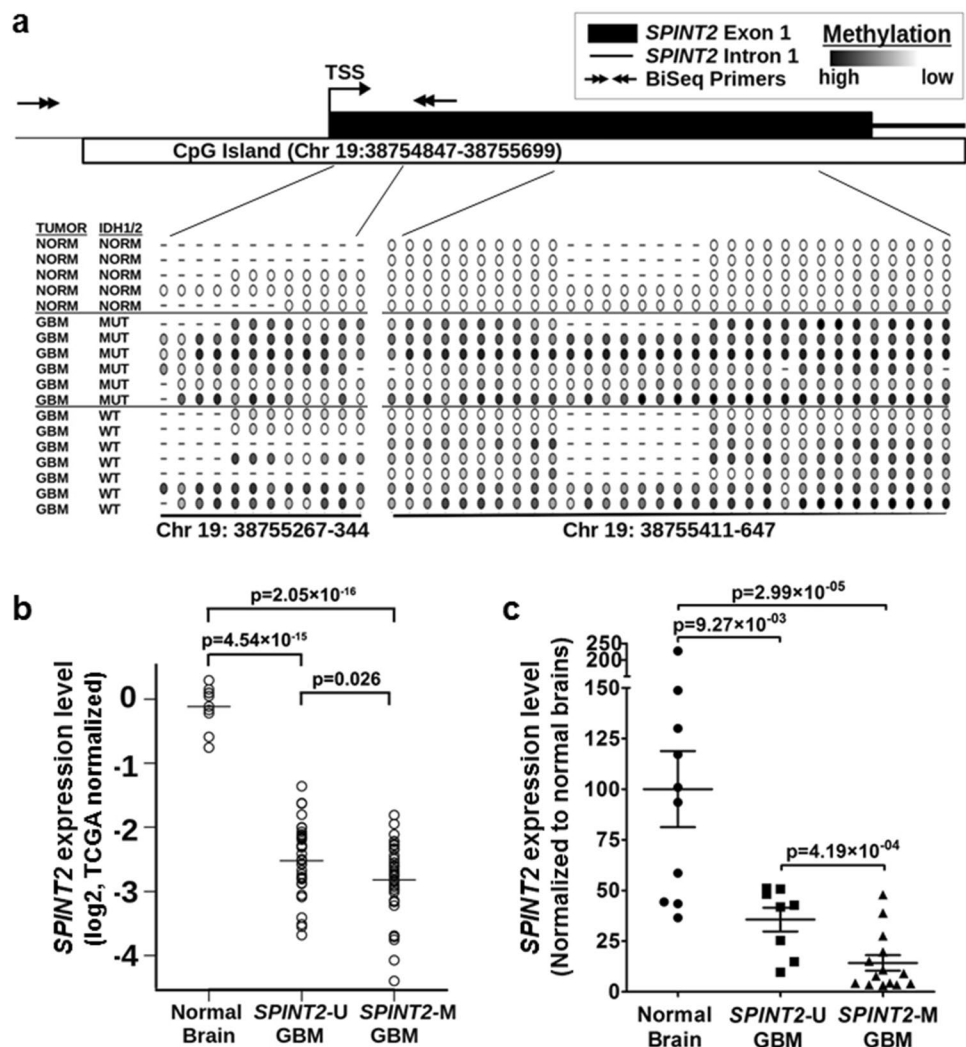 a
SPINT2 Exon 1
SPINT2 Intron 1
BiSeq Primers
Methylation
high low
TSS
CpG Island (Chr 19:38754847-38755699)
TUMOR IDH1/2
NORM NORM
NORM NORM
NORM NORM
NORM NORM
NORM NORM
GBM MUT
GBM MUT
GBM MUT
GBM MUT
GBM MUT
GBM MUT
GBM WT
GBM WT
GBM WT
GBM WT
GBM WT
GBM WT
GBM WT
Chr 19: 38755267-344
Chr 19: 38755411-647
b
SPINT2 expression level
(log2, TCGA normalized)
p=2.05×10⁻¹⁶
p=4.54×10⁻¹⁵
p=0.026
0
-1
-2
-3
-4
Normal Brain
SPINT2-U GBM
SPINT2-M GBM
c
SPINT2 expression level
(Normalized to normal brains)
p=2.99×10⁻⁰⁵
p=9.27×10⁻⁰³
p=4.19×10⁻⁰⁴
250
200
150
125
100
75
50
25
0
Normal Brain
SPINT2-U GBM
SPINT2-M GBM